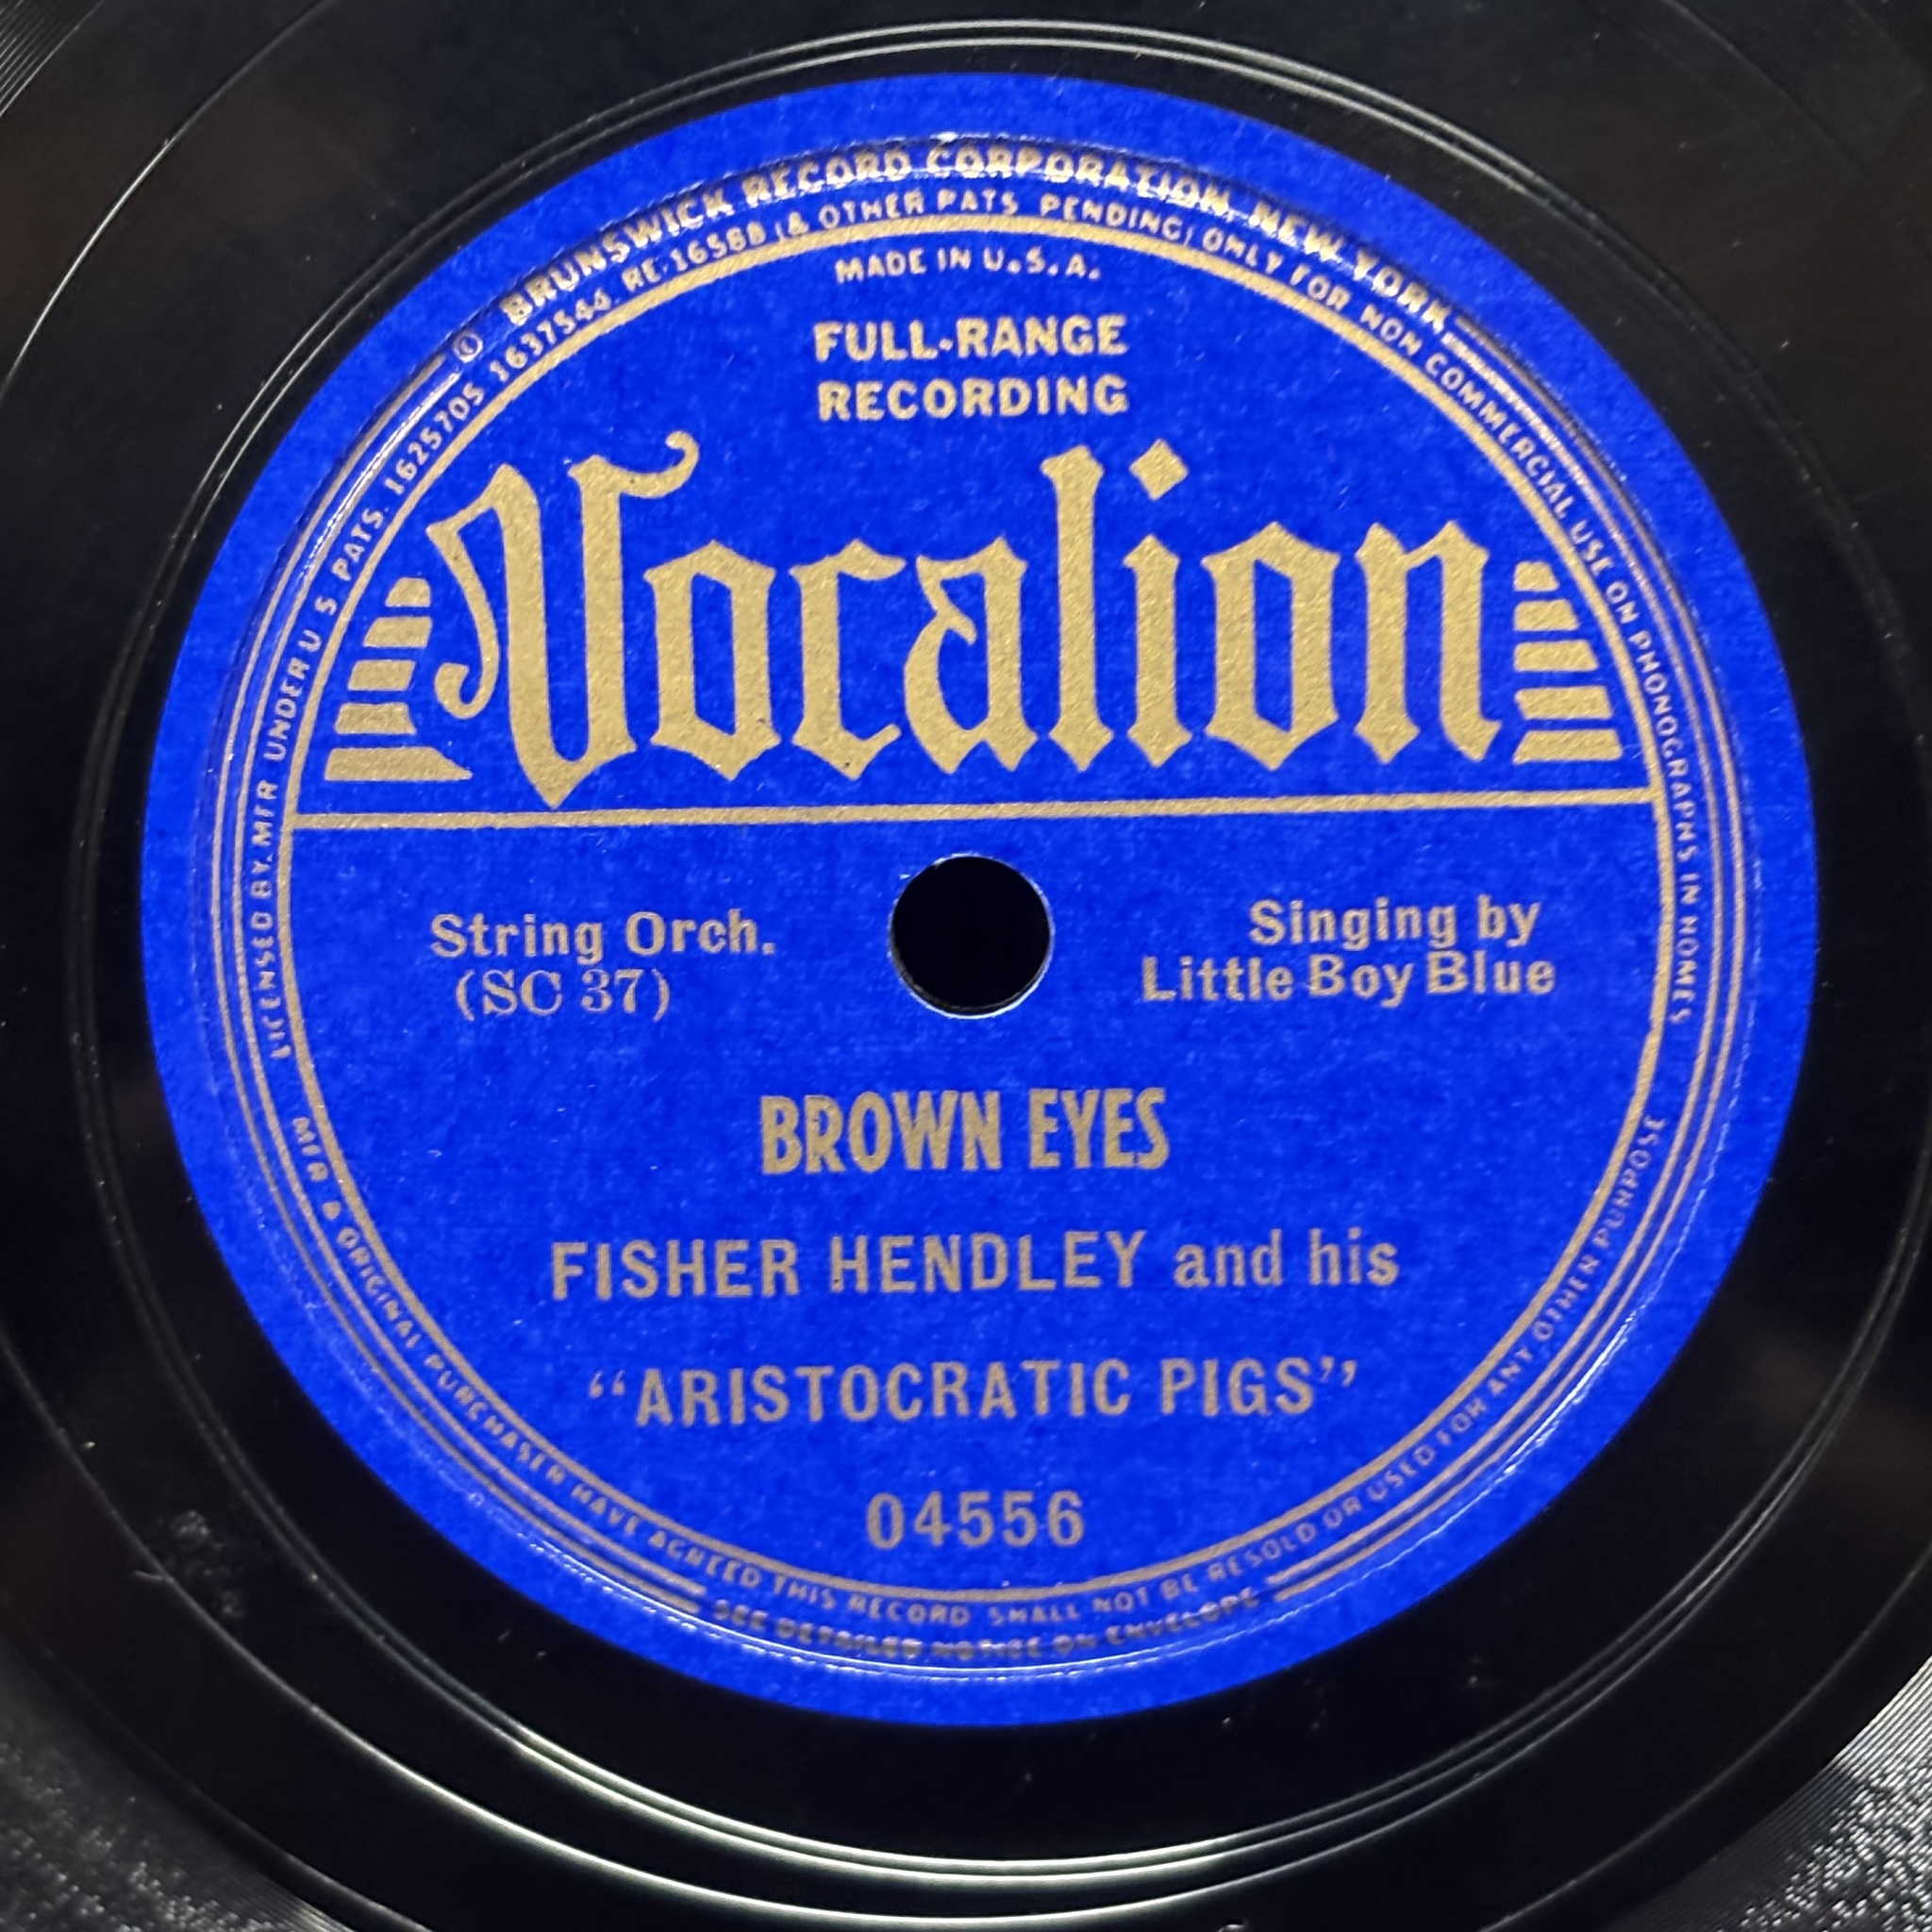 © BRUNSWICK RECORD CORPORATION, NEW YORK
LICENSED BY MFR UNDER U S PATS. 1625705 1637544 RE-16588 (& OTHER PATS PENDING) ONLY FOR NON COMMERCIAL USE ON PHONOGRAPHS IN HOMES
MADE IN U.S.A.
FULL-RANGE
RECORDING
Vocalion
String Orch.
(SC 37)
Singing by
Little Boy Blue
BROWN EYES
FISHER HENDLEY and his
“ARISTOCRATIC PIGS”
04556
MFR & ORIGINAL PURCHASER HAVE AGREED THIS RECORD SHALL NOT BE RESOLD OR USED FOR ANY OTHER PURPOSE
SEE DETAILED NOTICE ON ENVELOPE